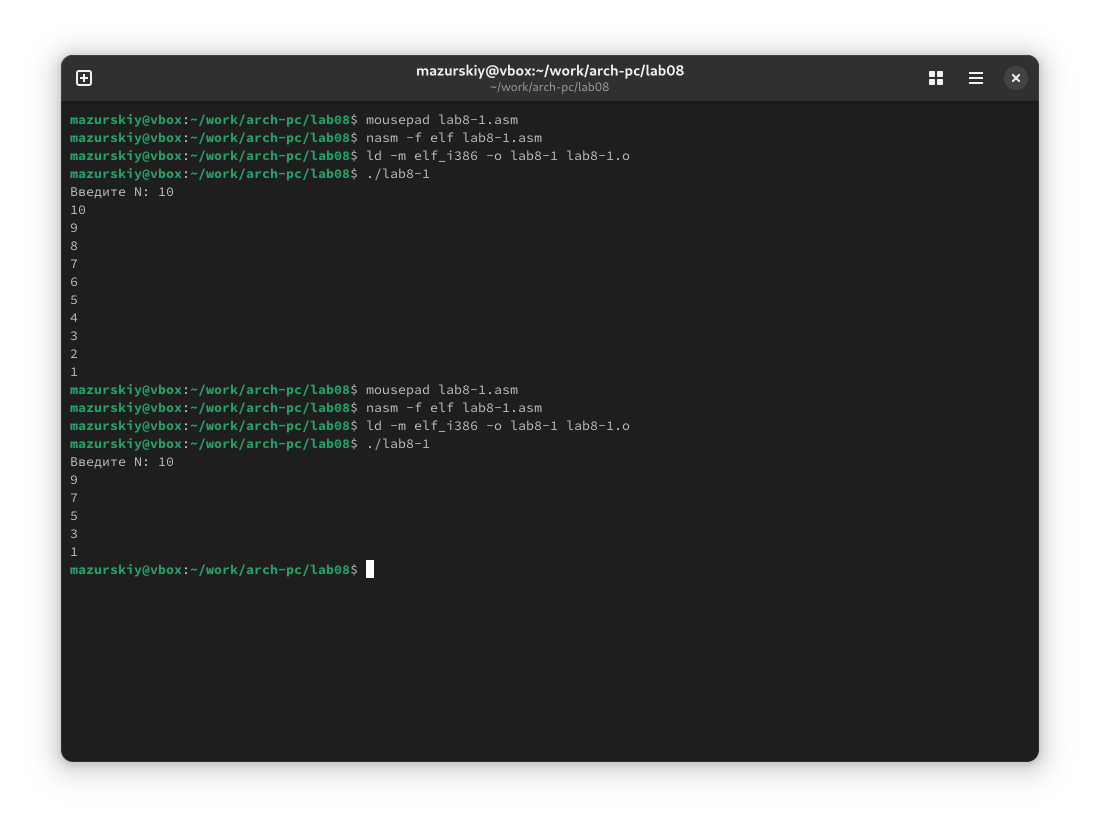 mazurskiy@vbox:~/work/arch-pc/lab08
~/work/arch-pc/lab08
mazurskiy@vbox:~/work/arch-pc/lab08$ mousepad lab8-1.asm
mazurskiy@vbox:~/work/arch-pc/lab08$ nasm -f elf lab8-1.asm
mazurskiy@vbox:~/work/arch-pc/lab08$ ld -m elf_i386 -o lab8-1 lab8-1.o
mazurskiy@vbox:~/work/arch-pc/lab08$ ./lab8-1
Введите N: 10
10
9
8
7
6
5
4
3
2
1
mazurskiy@vbox:~/work/arch-pc/lab08$ mousepad lab8-1.asm
mazurskiy@vbox:~/work/arch-pc/lab08$ nasm -f elf lab8-1.asm
mazurskiy@vbox:~/work/arch-pc/lab08$ ld -m elf_i386 -o lab8-1 lab8-1.o
mazurskiy@vbox:~/work/arch-pc/lab08$ ./lab8-1
Введите N: 10
9
7
5
3
1
mazurskiy@vbox:~/work/arch-pc/lab08$